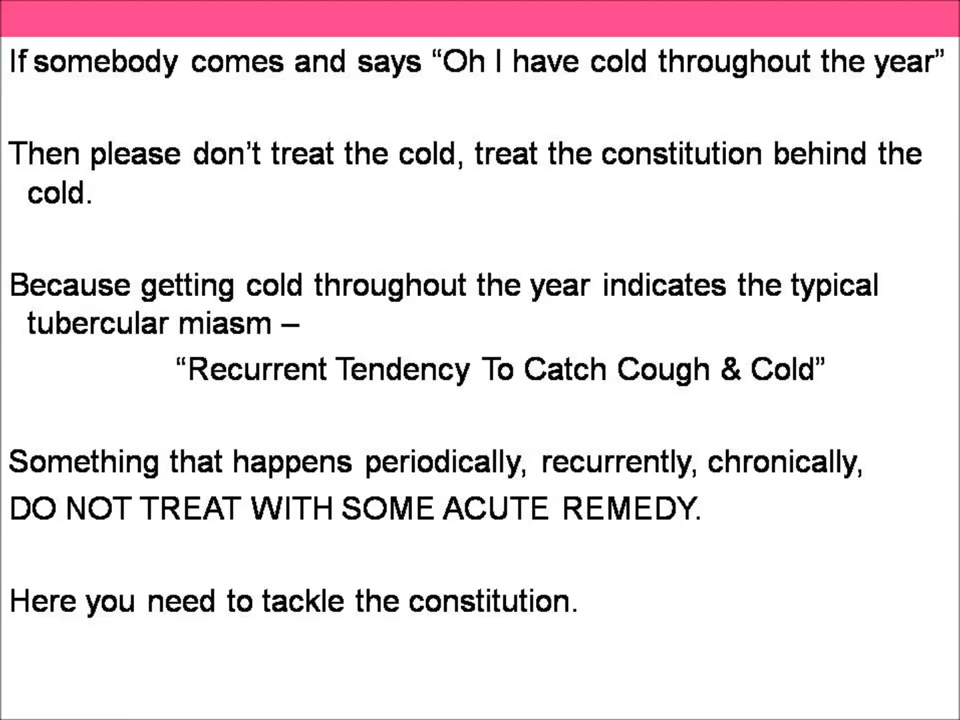 If somebody comes and says “Oh I have cold throughout the year”
Then please don’t treat the cold, treat the constitution behind the
cold.
Because getting cold throughout the year indicates the typical
tubercular miasm –
“Recurrent Tendency To Catch Cough & Cold”
Something that happens periodically, recurrently, chronically,
DO NOT TREAT WITH SOME ACUTE REMEDY.
Here you need to tackle the constitution.